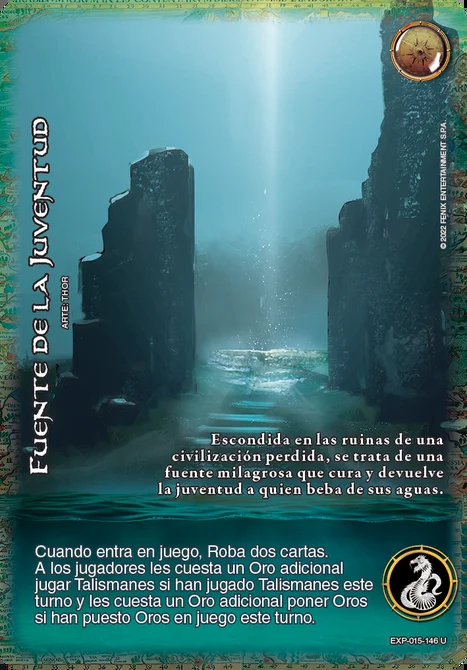 Fuente de la Juventud
ARTE: THOR
© 2022 FENIX ENTERTAINMENT S.P.A.
Escondida en las ruinas de una
civilización perdida, se trata de una
fuente milagrosa que cura y devuelve
la juventud a quien beba de sus aguas.
Cuando entra en juego, Roba dos cartas.
A los jugadores les cuesta un Oro adicional
jugar Talismanes si han jugado Talismanes este
turno y les cuesta un Oro adicional poner Oros
si han puesto Oros en juego este turno.
EXP-015-146 U